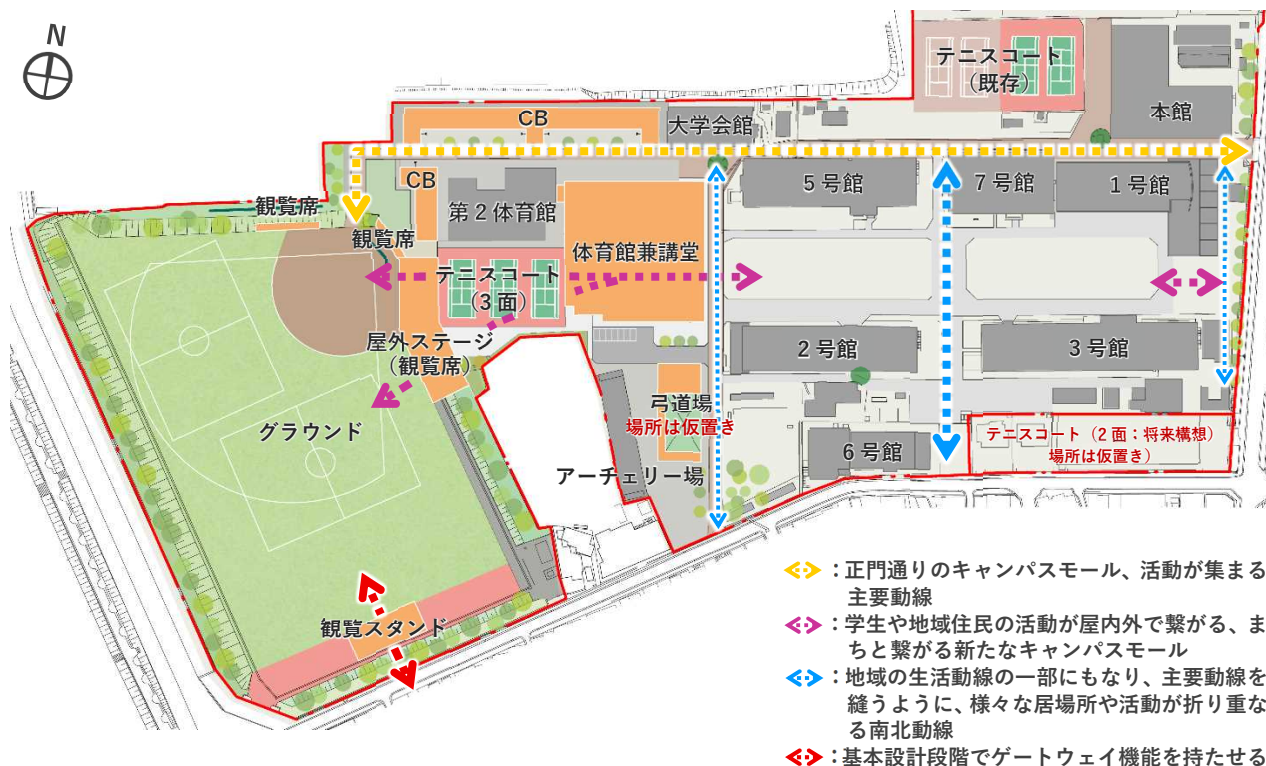 N
テニスコート
（既存）
本館
CB
大学会館
CB
5 号館
7 号館
1 号館
第 2 体育館
観覧席
観覧席
体育館兼講堂
テニスコート
（3 面）
屋外ステージ
（観覧席）
2 号館
3 号館
グラウンド
弓道場
場所は仮置き
テニスコート（2 面：将来構想）
場所は仮置き）
6 号館
アーチェリー場
観覧スタンド
：正門通りのキャンパスモール、活動が集まる
主要動線
：学生や地域住民の活動が屋内外で繋がる、ま
ちと繋がる新たなキャンパスモール
：地域の生活動線の一部にもなり、主要動線を
縫うように、様々な居場所や活動が折り重な
る南北動線
：基本設計段階でゲートウェイ機能を持たせる